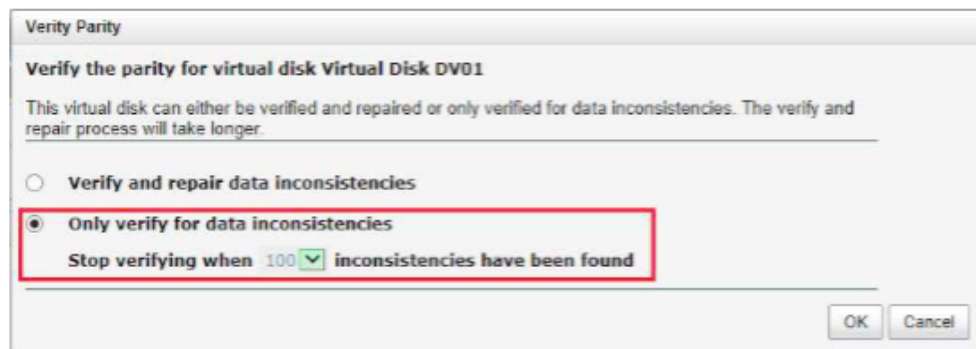 Verity Parity
Verify the parity for virtual disk Virtual Disk DV01
This virtual disk can either be verified and repaired or only verified for data inconsistencies. The verify and
repair process will take longer.
Verify and repair data inconsistencies
Only verify for data inconsistencies
Stop verifying when 100 inconsistencies have been found
OK Cancel